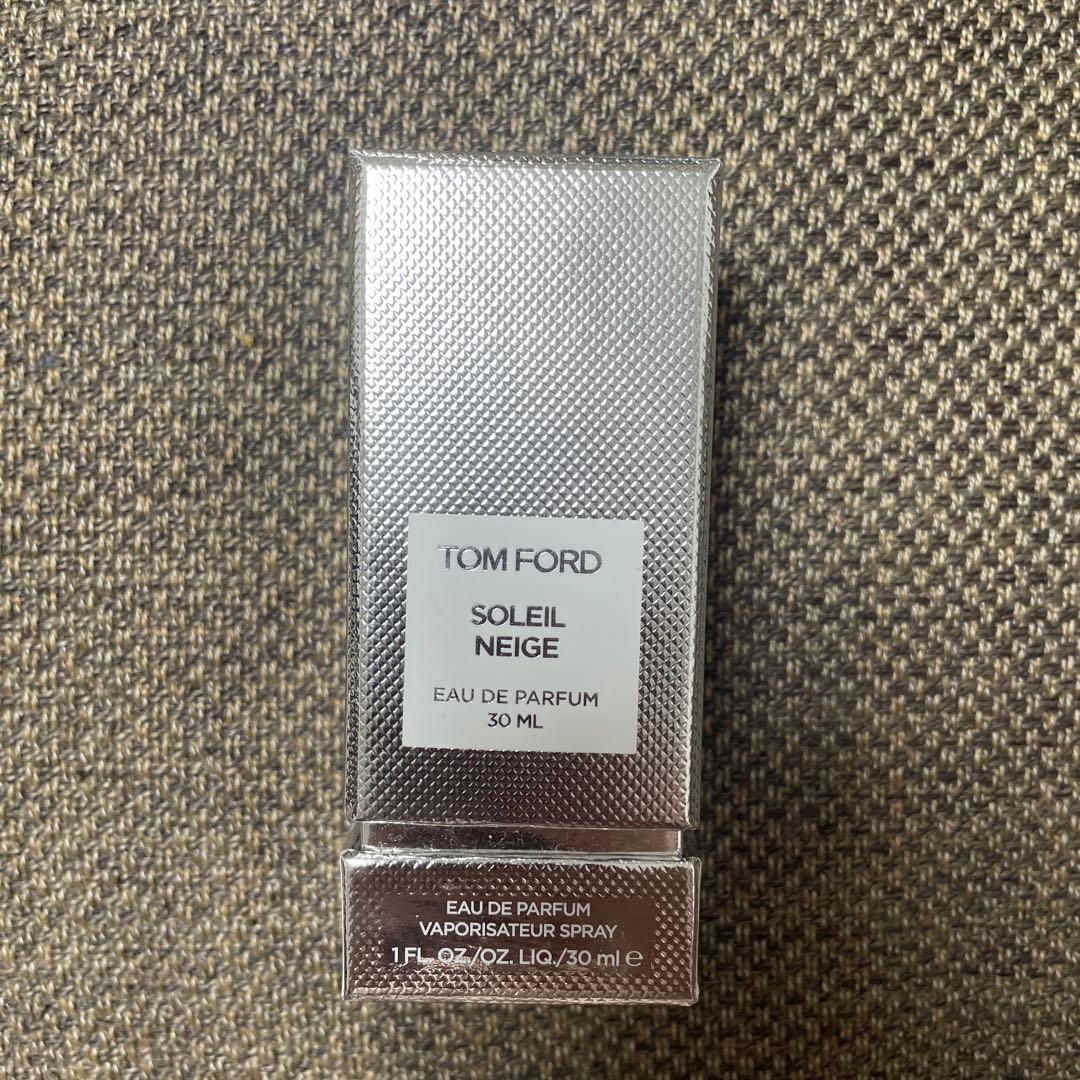 TOM FORD
SOLEIL
NEIGE
EAU DE PARFUM
30 ML
EAU DE PARFUM
VAPORISATEUR SPRAY
1 FL. OZ./OZ. LIQ./30 ml ℮